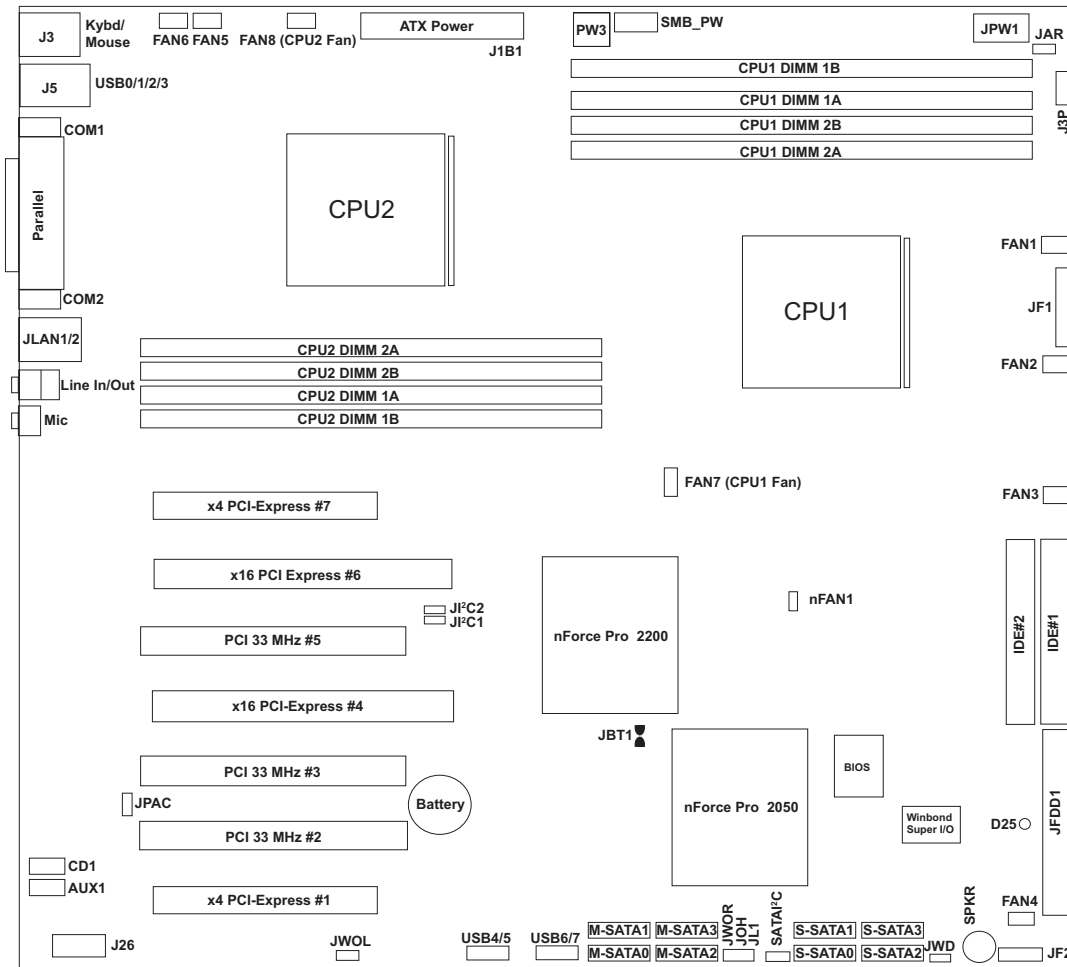 J3
Kybd/
Mouse
FAN6
FAN5
FAN8 (CPU2 Fan)
ATX Power
J1B1
PW3
SMB_PW
JPW1
JAR
J5
USB0/1/2/3
CPU1 DIMM 1B
CPU1 DIMM 1A
CPU1 DIMM 2B
CPU1 DIMM 2A
J3P
COM1
Parallel
COM2
CPU2
CPU1
FAN1
JF1
FAN2
JLAN1/2
Line In/Out
Mic
CPU2 DIMM 2A
CPU2 DIMM 2B
CPU2 DIMM 1A
CPU2 DIMM 1B
FAN7 (CPU1 Fan)
FAN3
x4 PCI-Express #7
x16 PCI Express #6
JI²C2
JI²C1
PCI 33 MHz #5
x16 PCI-Express #4
nForce Pro 2200
nFAN1
IDE#2
IDE#1
JBT1
PCI 33 MHz #3
JPAC
Battery
PCI 33 MHz #2
nForce Pro 2050
BIOS
Winbond
Super I/O
D25
JFDD1
CD1
AUX1
x4 PCI-Express #1
J26
JWOL
USB4/5
USB6/7
M-SATA1
M-SATA3
M-SATA0
M-SATA2
JWOR
JOH
JL1
SATAI²C
S-SATA1
S-SATA3
S-SATA0
S-SATA2
JWD
SPKR
FAN4
JF2